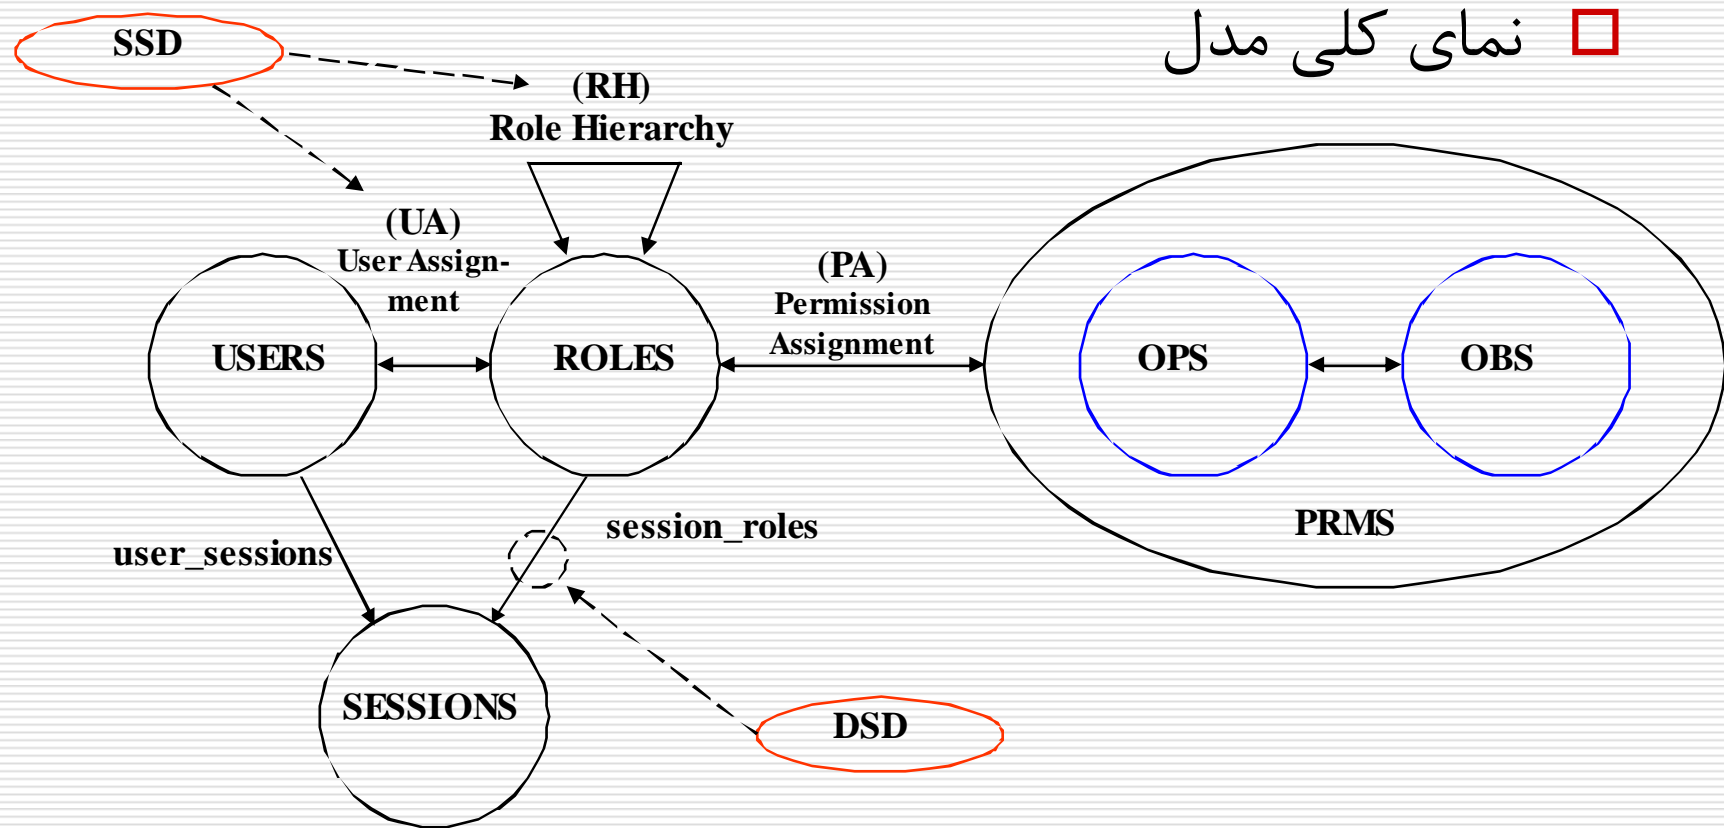 نمای کلی مدل
SSD
(RH)
Role Hierarchy
(UA)
User Assign-
ment
(PA)
Permission
Assignment
USERS
ROLES
OPS
OBS
PRMS
session_roles
user_sessions
SESSIONS
DSD